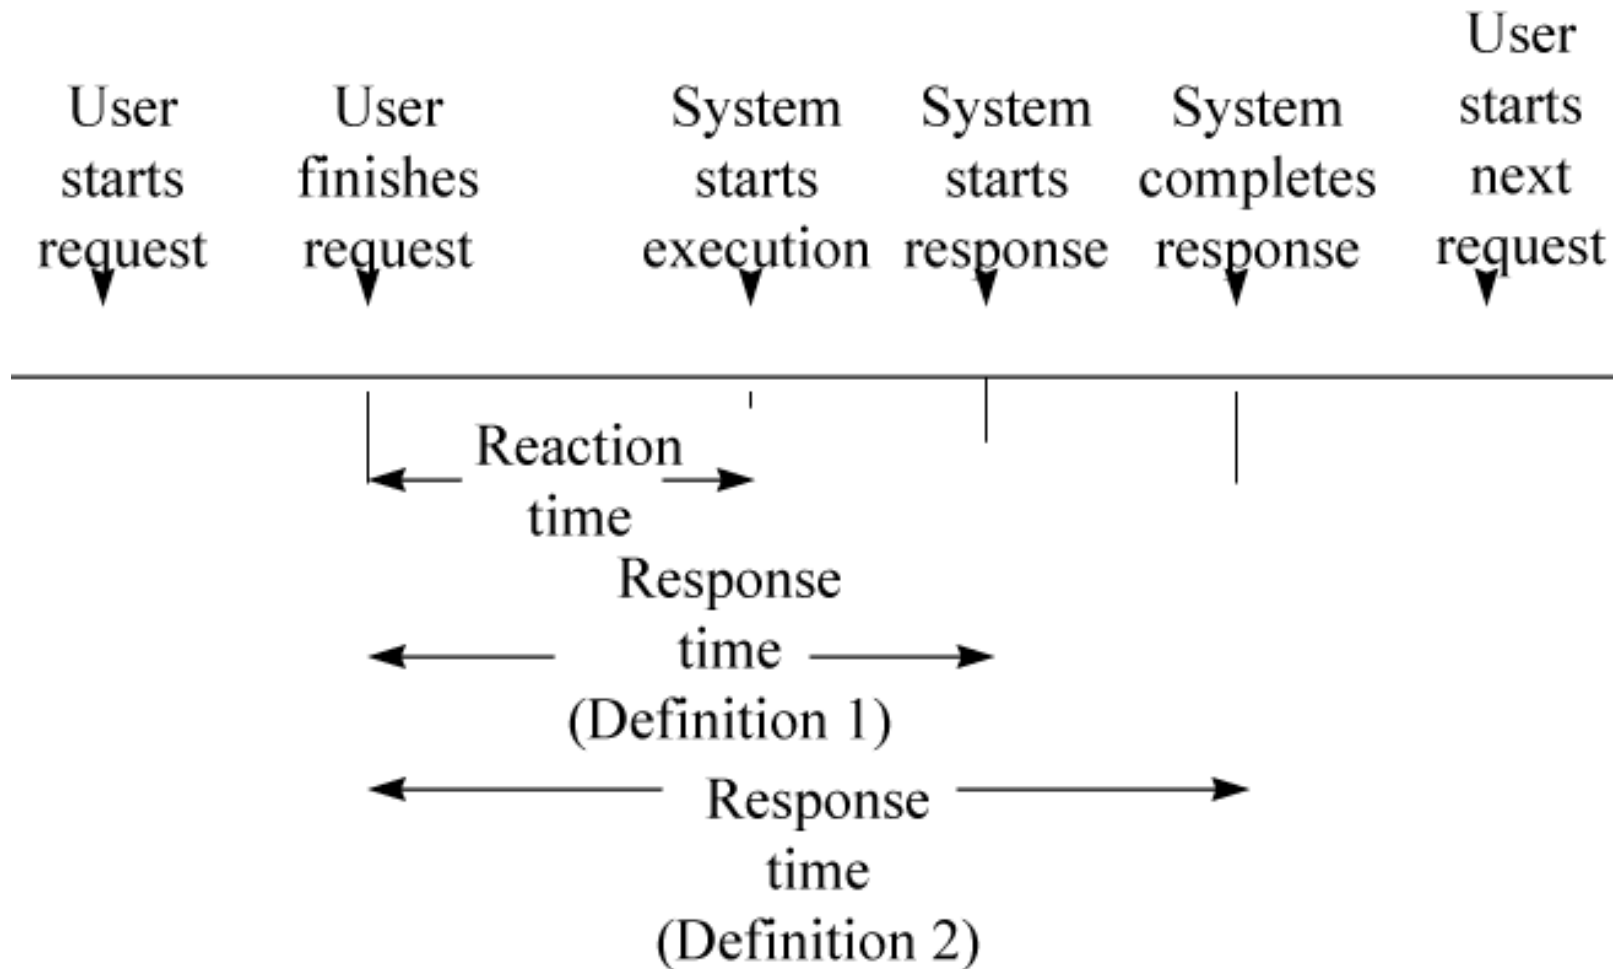 User
starts
request
User
finishes
request
System
starts
execution
System
starts
response
System
completes
response
User
starts
next
request
Reaction
time
Response
time
(Definition 1)
Response
time
(Definition 2)